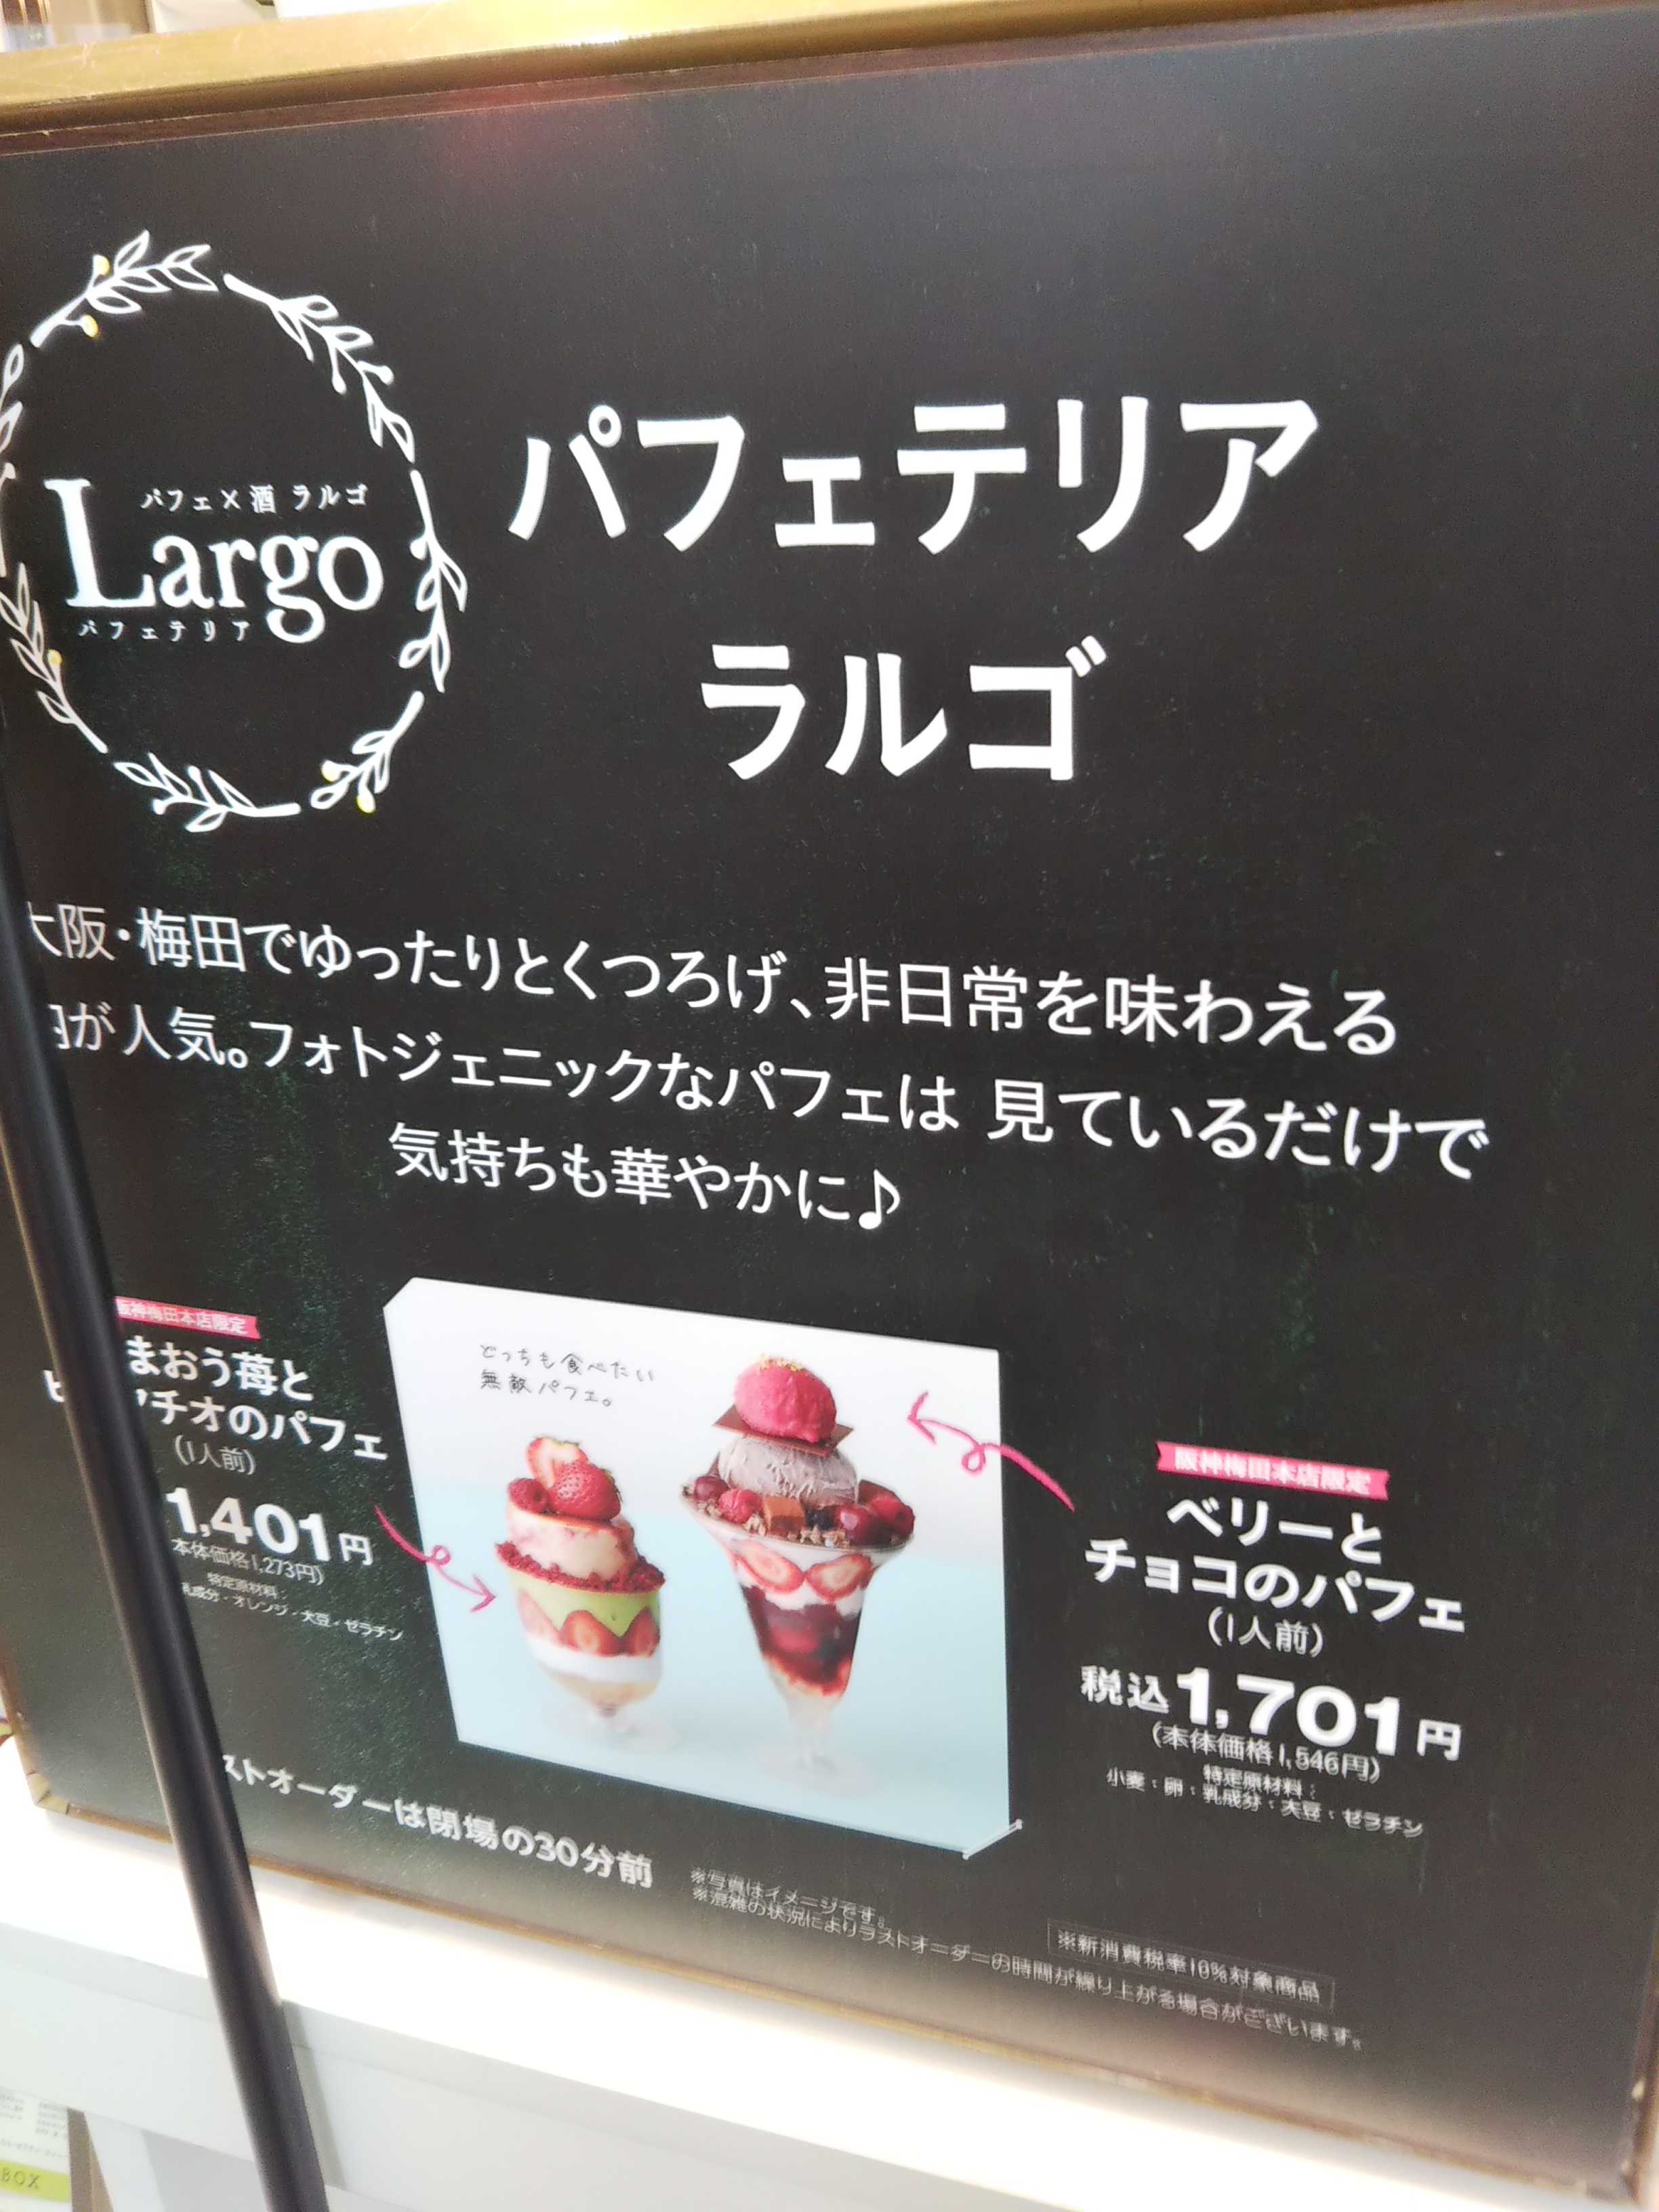 パフェ×酒 ラルゴ
Largo
パフェテリア
パフェテリア
ラルゴ
大阪・梅田でゆったりとくつろげ、非日常を味わえる
が人気。フォトジェニックなパフェは 見ているだけで
気持ちも華やかに♪
阪神梅田本店限定
まおう苺と
チオのパフェ
(1人前)
1,401円
本体価格1,273円)
特定原材料:
乳成分・オレンジ・大豆・ゼラチン
どっちも食べたい
無敵パフェ。
阪神梅田本店限定
ベリーと
チョコのパフェ
(1人前)
税込1,701円
(本体価格1,546円)
特定原材料:
小麦・卵・乳成分・大豆・ゼラチン
ストオーダーは閉場の30分前
※写真はイメージです。
※混雑の状況によりラストオーダーの時間が繰り上がる場合がございます。
※新消費税率10%対象商品
BOX